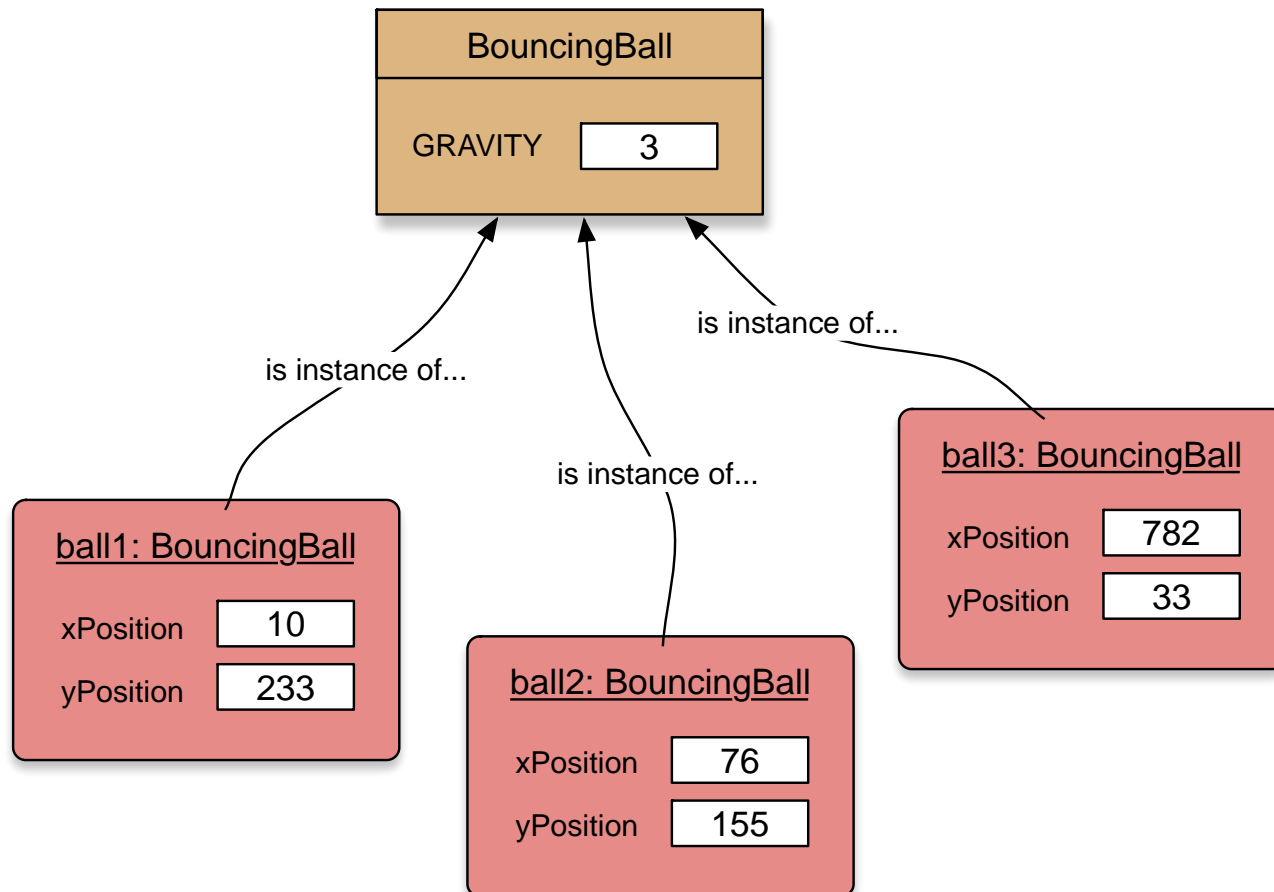 BouncingBall
GRAVITY 3
is instance of...
is instance of...
is instance of...
ball1: BouncingBall
xPosition 10
yPosition 233
ball2: BouncingBall
xPosition 76
yPosition 155
ball3: BouncingBall
xPosition 782
yPosition 33